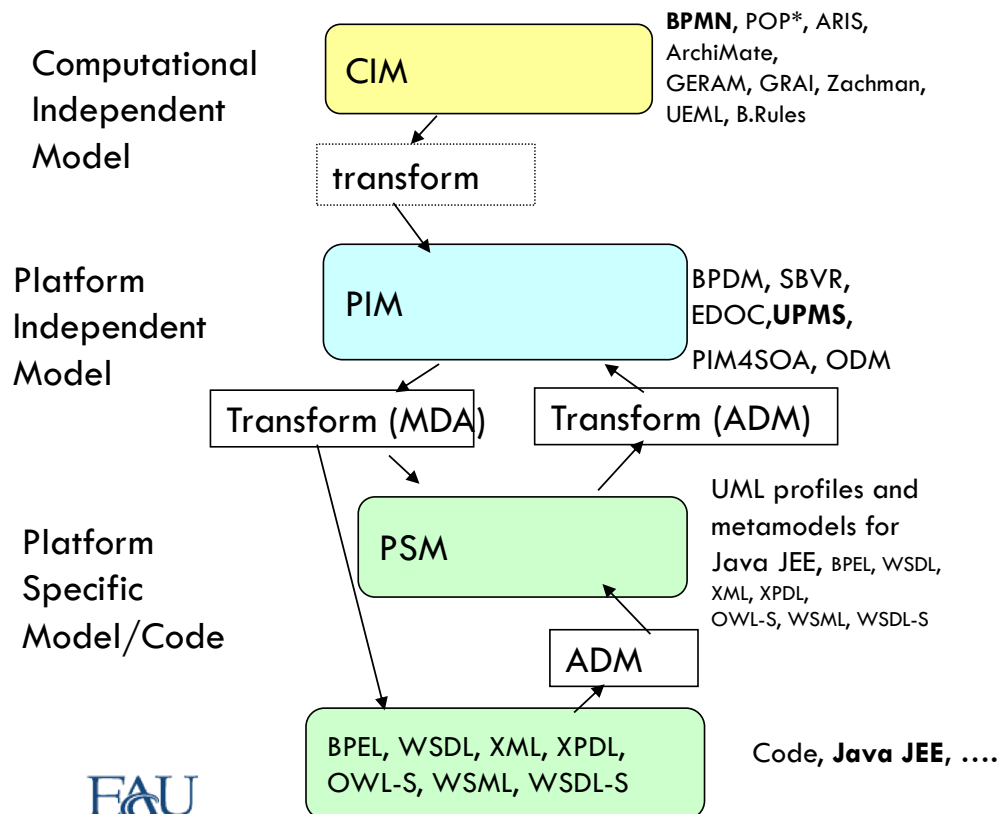 Computational
Independent
Model
CIM
BPMN, POP*, ARIS,
ArchiMate,
GERAM, GRAI, Zachman,
UEML, B.Rules
transform
Platform
Independent
Model
PIM
BPDM, SBVR,
EDOC,UPMS,
PIM4SOA, ODM
Transform (MDA)
Transform (ADM)
Platform
Specific
Model/Code
PSM
UML profiles and
metamodels for
Java JEE, BPEL, WSDL,
XML, XPDL,
OWL-S, WSML, WSDL-S
ADM
BPEL, WSDL, XML, XPDL,
OWL-S, WSML, WSDL-S
Code, Java JEE, ....
FAU